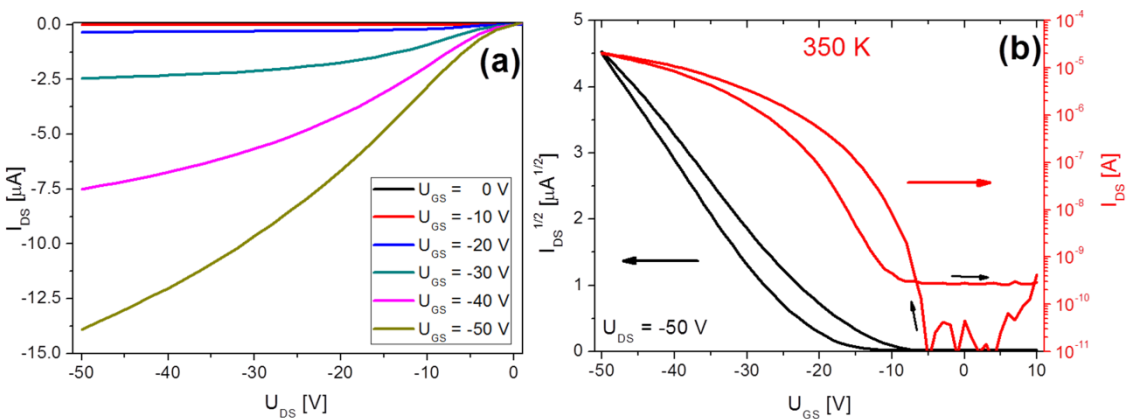 (a)
I_DS [μA]
0.0
-2.5
-5.0
-7.5
-10.0
-12.5
-15.0
U_GS = 0 V
U_GS = -10 V
U_GS = -20 V
U_GS = -30 V
U_GS = -40 V
U_GS = -50 V
-50 -40 -30 -20 -10 0
U_DS [V]
(b)
350 K
I_DS^1/2 [μA^1/2]
5
4
3
2
1
0
U_DS = -50 V
-50 -40 -30 -20 -10 0 10
U_GS [V]
10^-4
10^-5
10^-6
10^-7
10^-8
10^-9
10^-10
10^-11
I_DS [A]